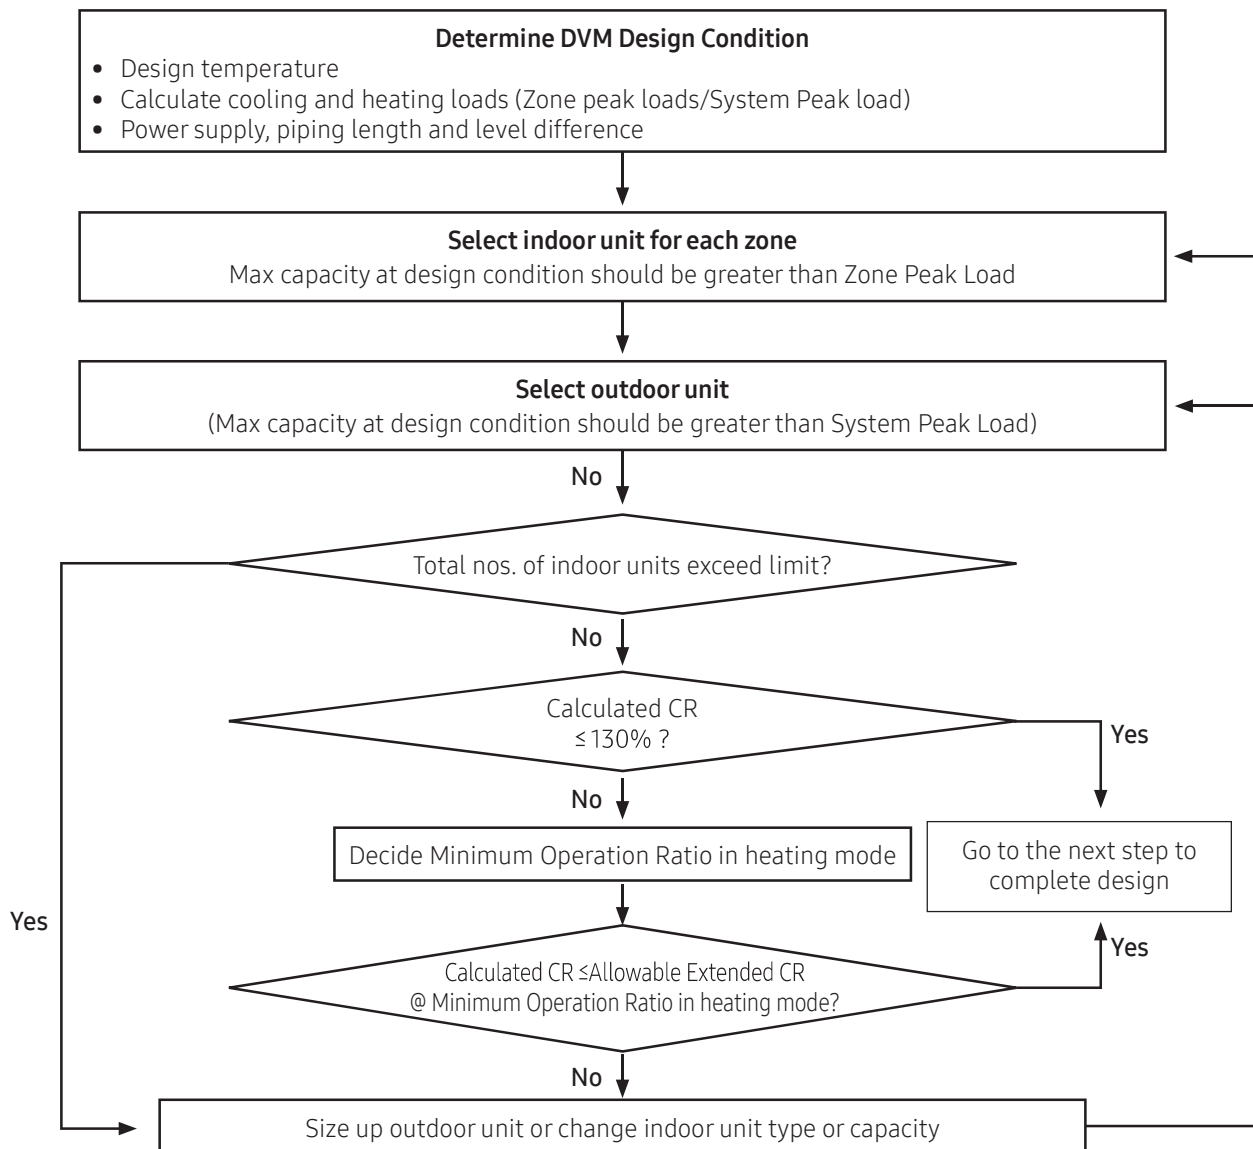 Determine DVM Design Condition
• Design temperature
• Calculate cooling and heating loads (Zone peak loads/System Peak load)
• Power supply, piping length and level difference
Select indoor unit for each zone
Max capacity at design condition should be greater than Zone Peak Load
Select outdoor unit
(Max capacity at design condition should be greater than System Peak Load)
No
Total nos. of indoor units exceed limit?
No
Calculated CR
≤ 130% ?
Yes
No
Decide Minimum Operation Ratio in heating mode
Go to the next step to
complete design
Yes
Yes
Calculated CR ≤Allowable Extended CR
@ Minimum Operation Ratio in heating mode?
No
Size up outdoor unit or change indoor unit type or capacity